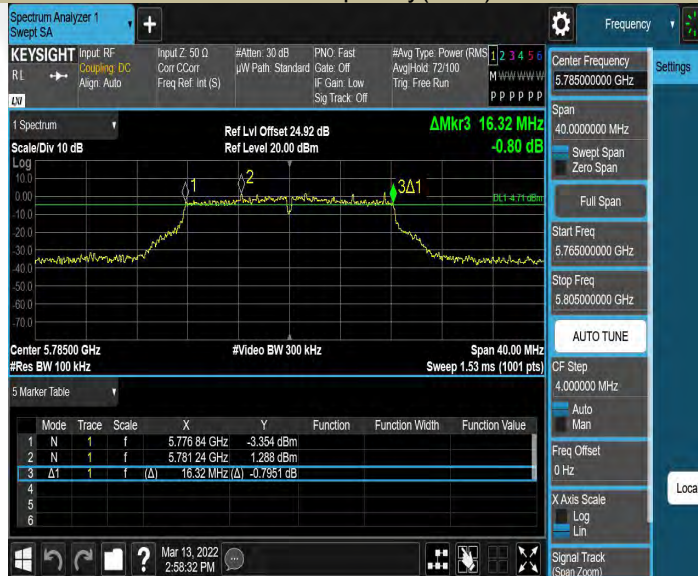 Spectrum Analyzer 1
Swept SA
Frequency
KEYSIGHT
RL
Input: RF
Coupling: DC
Align: Auto
Input Z: 50 Ω
Corr CCorr
Freq Ref: Int (S)
#Atten: 30 dB
µW Path: Standard
PNO: Fast
Gate: Off
IF Gain: Low
Sig Track: Off
#Avg Type: Power (RMS
Avg|Hold: 72/100
Trig: Free Run
1 2 3 4 5 6
M W W W W W
P P P P P P
LXI
Center Frequency
5.785000000 GHz
Settings
Span
40.0000000 MHz
Swept Span
Zero Span
Full Span
Start Freq
5.765000000 GHz
Stop Freq
5.805000000 GHz
AUTO TUNE
CF Step
4.000000 MHz
Auto
Man
Freq Offset
0 Hz
X Axis Scale
Log
Lin
Signal Track
(Span Zoom)
Loca
1 Spectrum
Scale/Div 10 dB
Ref Lvl Offset 24.92 dB
Ref Level 20.00 dBm
ΔMkr3 16.32 MHz
-0.80 dB
Log
10.0
0.00
-10.0
-20.0
-30.0
-40.0
-50.0
-60.0
-70.0
1
2
3Δ1
DL1 -4.71 dBm
Center 5.78500 GHz
#Video BW 300 kHz
Span 40.00 MHz
#Res BW 100 kHz
Sweep 1.53 ms (1001 pts)
5 Marker Table
Mode Trace Scale X Y Function Function Width Function Value
1 N 1 f 5.776 84 GHz -3.354 dBm
2 N 1 f 5.781 24 GHz 1.288 dBm
3 Δ1 1 f (Δ) 16.32 MHz (Δ) -0.7951 dB
4
5
6
?
Mar 13, 2022
2:58:32 PM